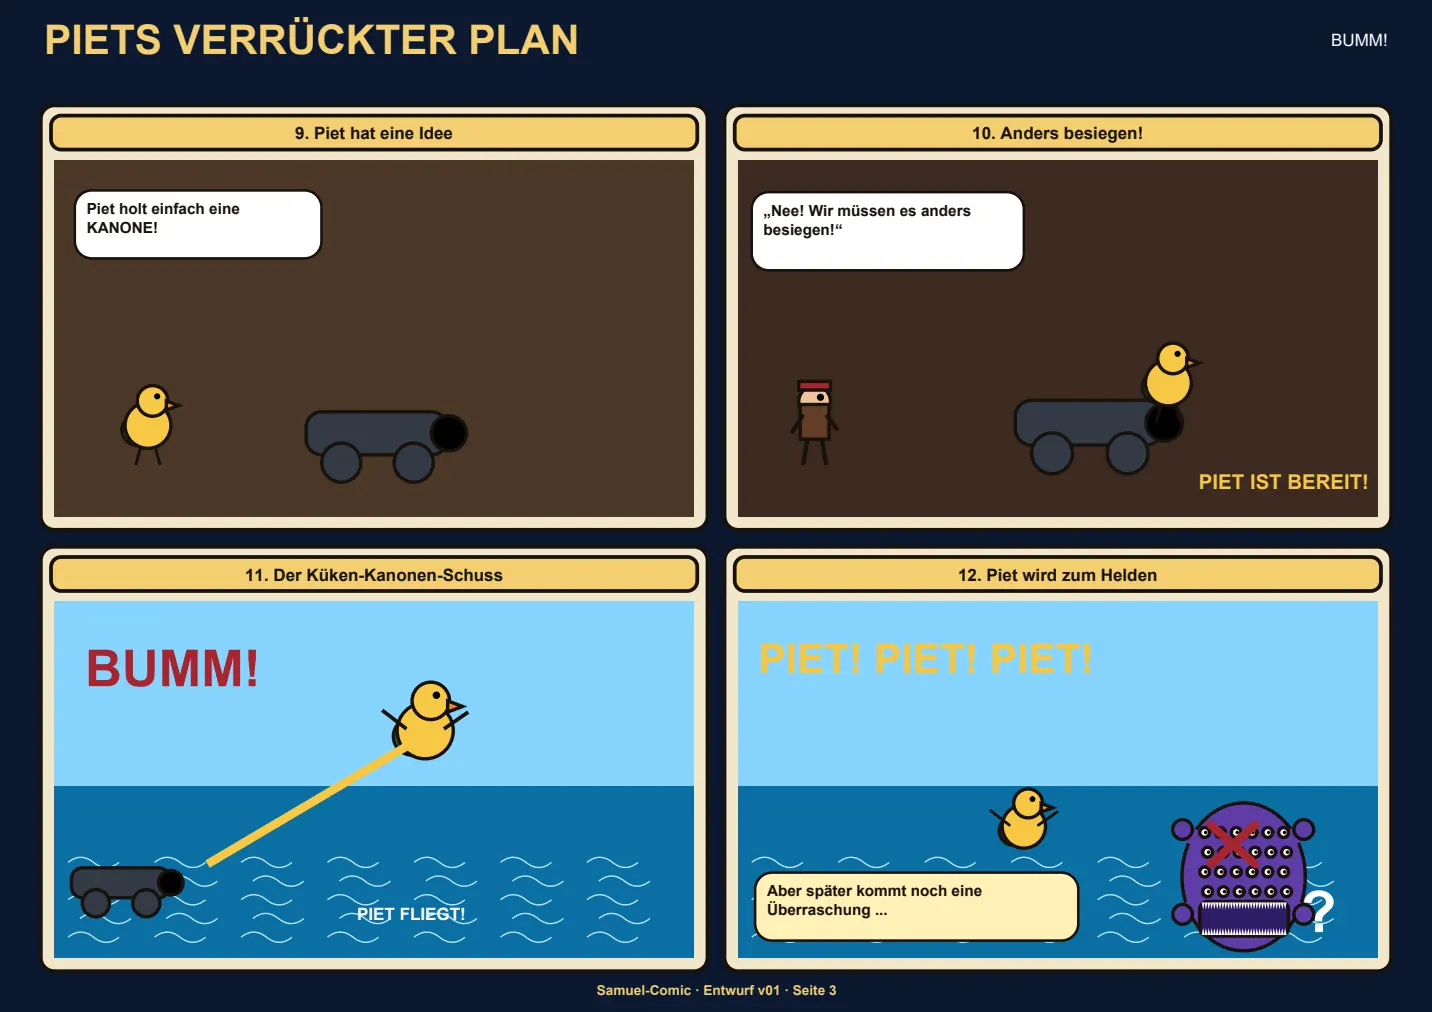 PIETS VERRÜCKTER PLAN
BUMM!
9. Piet hat eine Idee
Piet holt einfach eine
KANONE!
10. Anders besiegen!
„Nee! Wir müssen es anders
besiegen!“
PIET IST BEREIT!
11. Der Küken-Kanonen-Schuss
BUMM!
PIET FLIEGT!
12. Piet wird zum Helden
PIET! PIET! PIET!
Aber später kommt noch eine
Überraschung ...
?
Samuel-Comic · Entwurf v01 · Seite 3